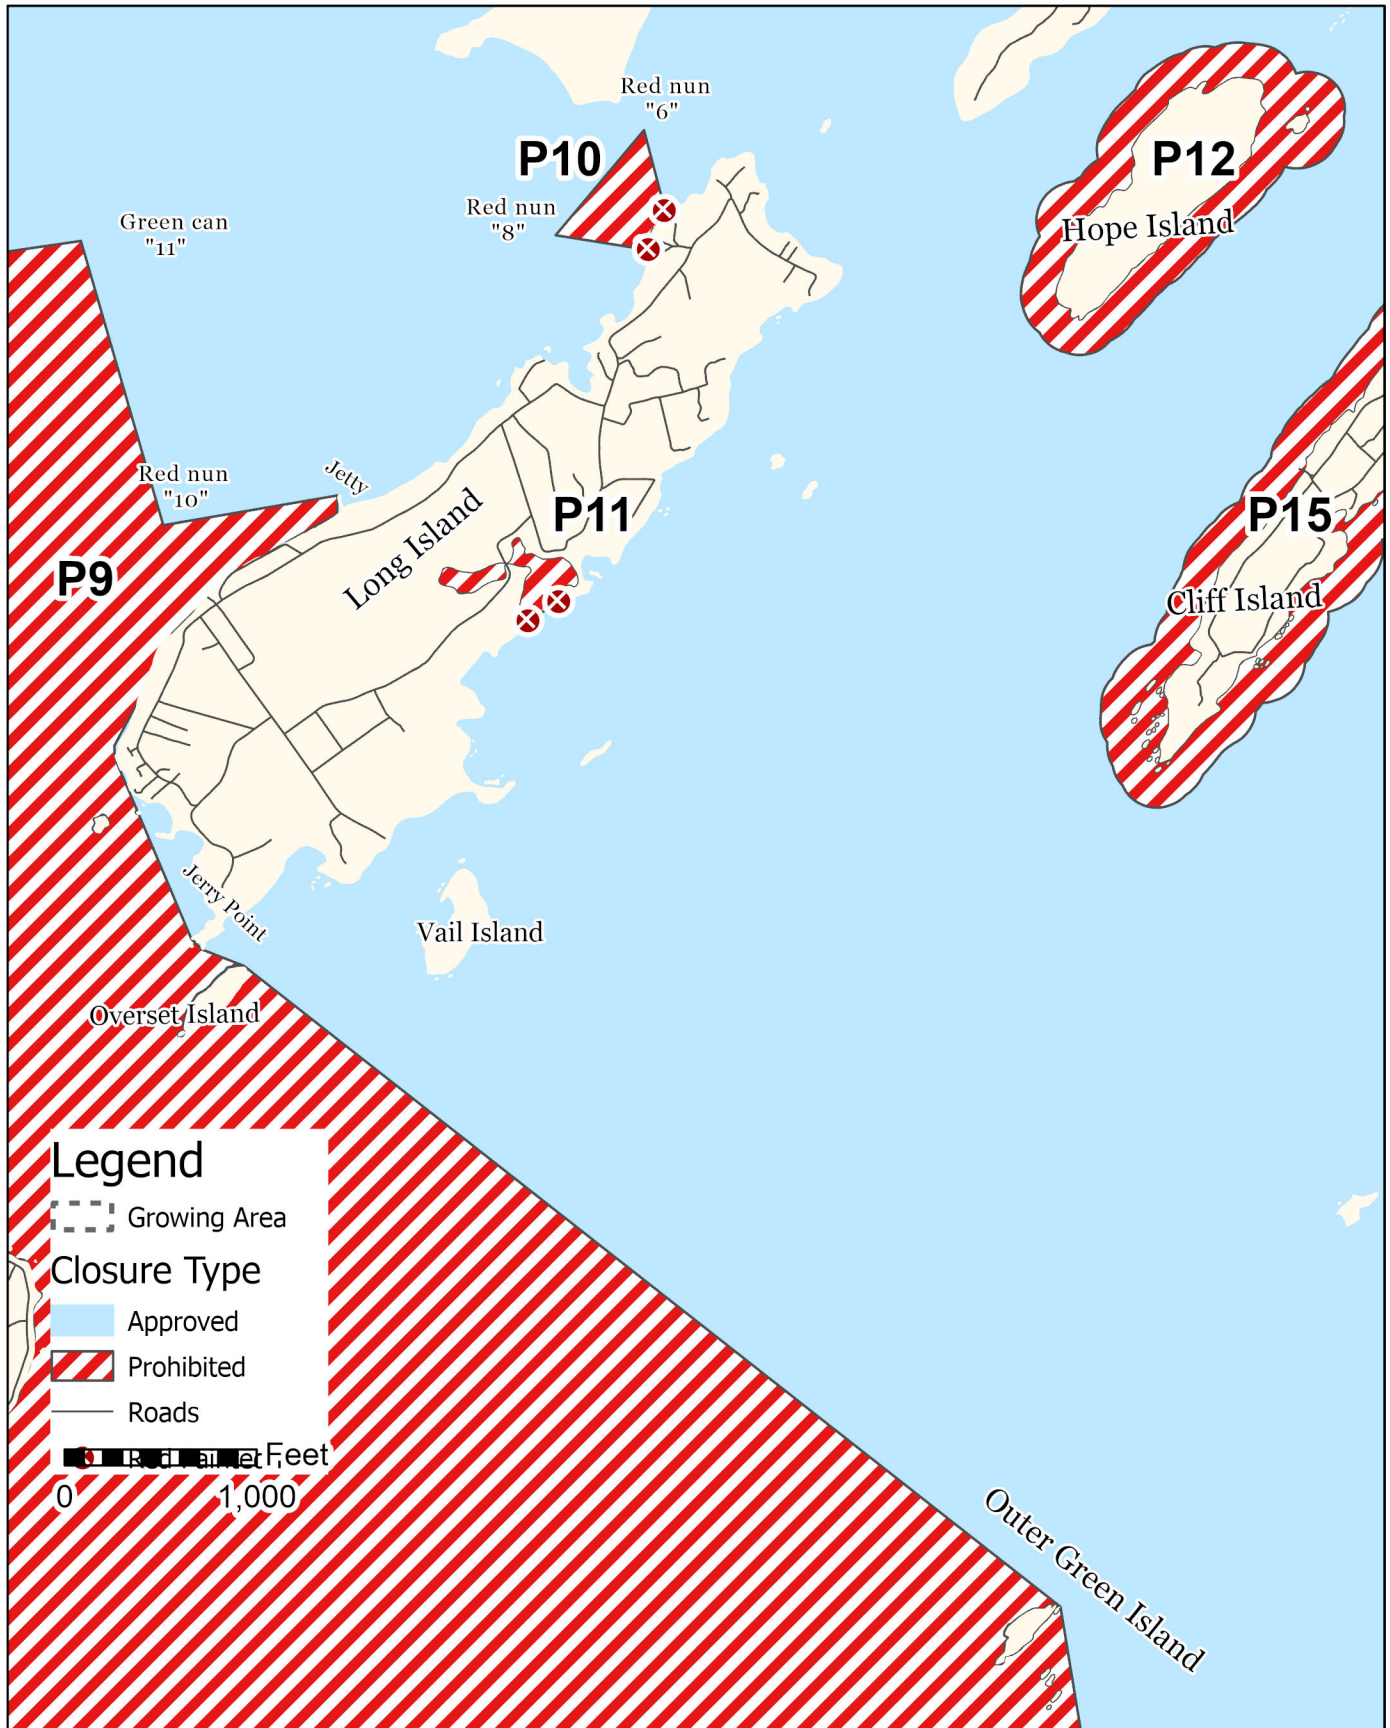 Red nun
"6"
P10
P12
Red nun
"8"
Green can
"11"
Hope Island
Red nun
"10"
Jetty
Long Island
P11
P15
P9
Cliff Island
Jerry Point
Vail Island
Overset Island
Legend
Growing Area
Closure Type
Approved
Prohibited
Roads
Feet
0 1,000
Outer Green Island